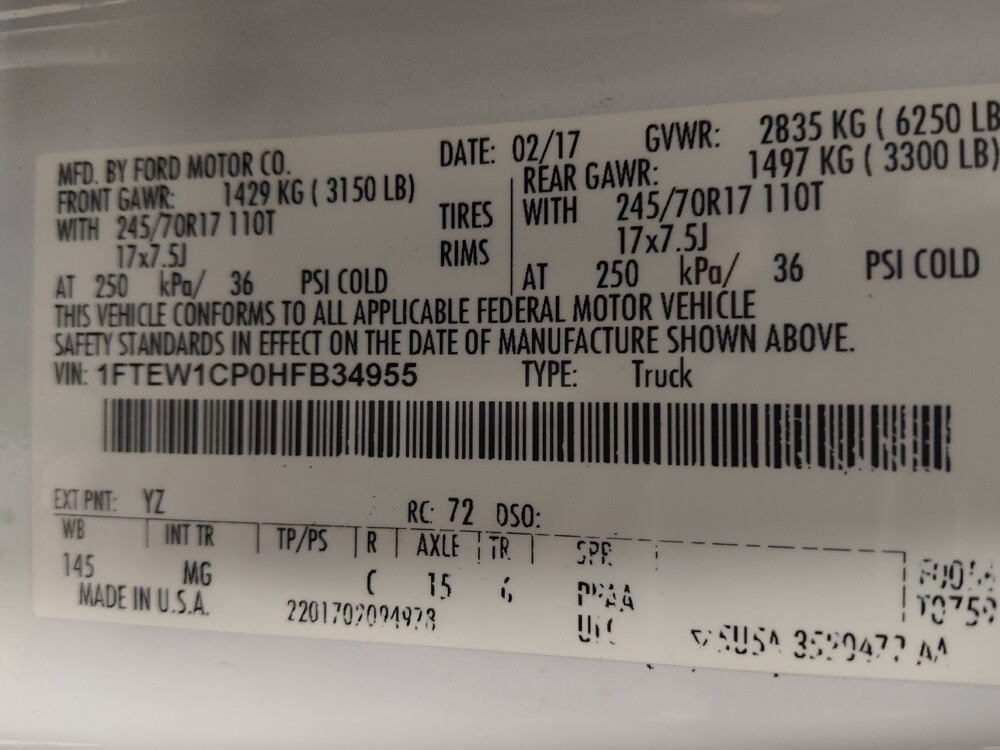 MFD. BY FORD MOTOR CO. DATE: 02/17 GVWR: 2835 KG ( 6250 LB
FRONT GAWR: 1429 KG ( 3150 LB) REAR GAWR: 1497 KG ( 3300 LB)
WITH 245/70R17 110T TIRES WITH 245/70R17 110T
17x7.5J RIMS 17x7.5J
AT 250 kPa/ 36 PSI COLD AT 250 kPa/ 36 PSI COLD
THIS VEHICLE CONFORMS TO ALL APPLICABLE FEDERAL MOTOR VEHICLE
SAFETY STANDARDS IN EFFECT ON THE DATE OF MANUFACTURE SHOWN ABOVE.
VIN: 1FTEW1CP0HFB34955 TYPE: Truck
EXT PNT: YZ RC: 72 DSO:
WB INT TR TP/PS R AXLE TR SPR
145 MG C 15 6
MADE IN U.S.A.